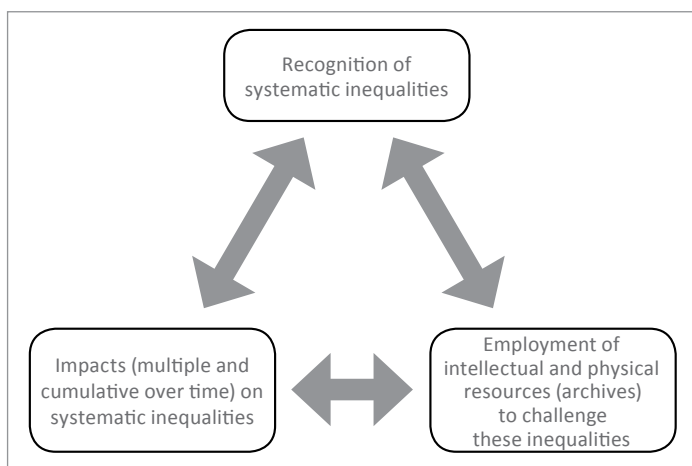 Recognition of
systematic inequalities
Impacts (multiple and
cumulative over time) on
systematic inequalities
Employment of
intellectual and physical
resources (archives)
to challenge
these inequalities